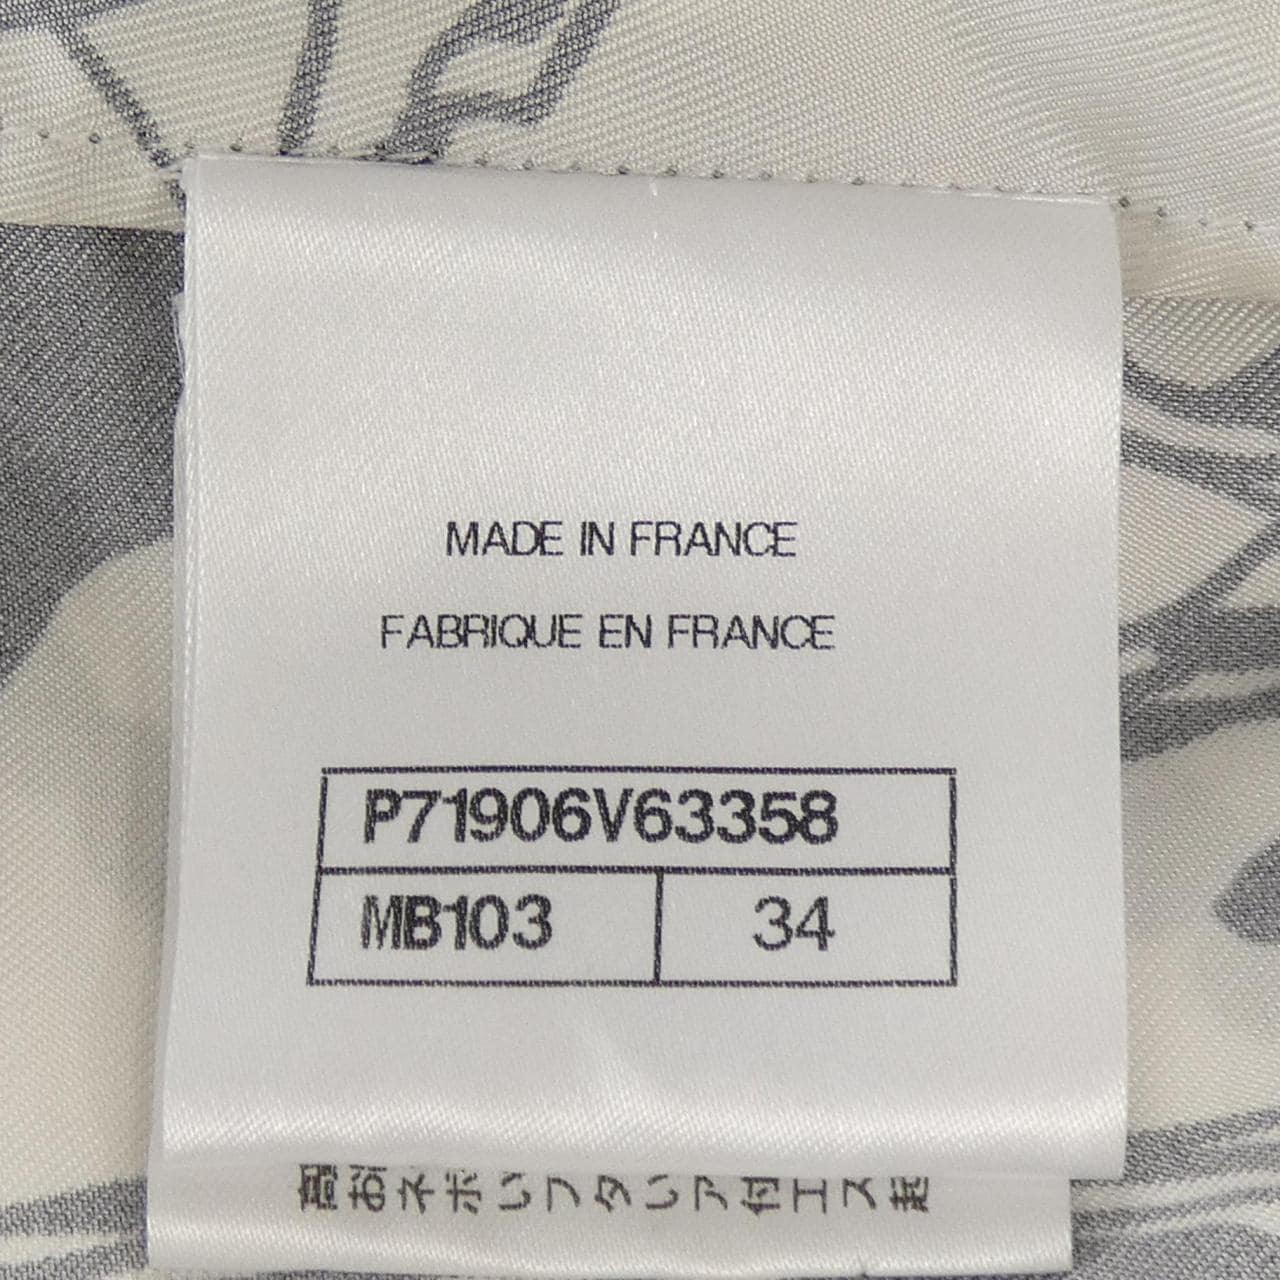 MADE IN FRANCE
FABRIQUE EN FRANCE
P71906V63358
MB103 34